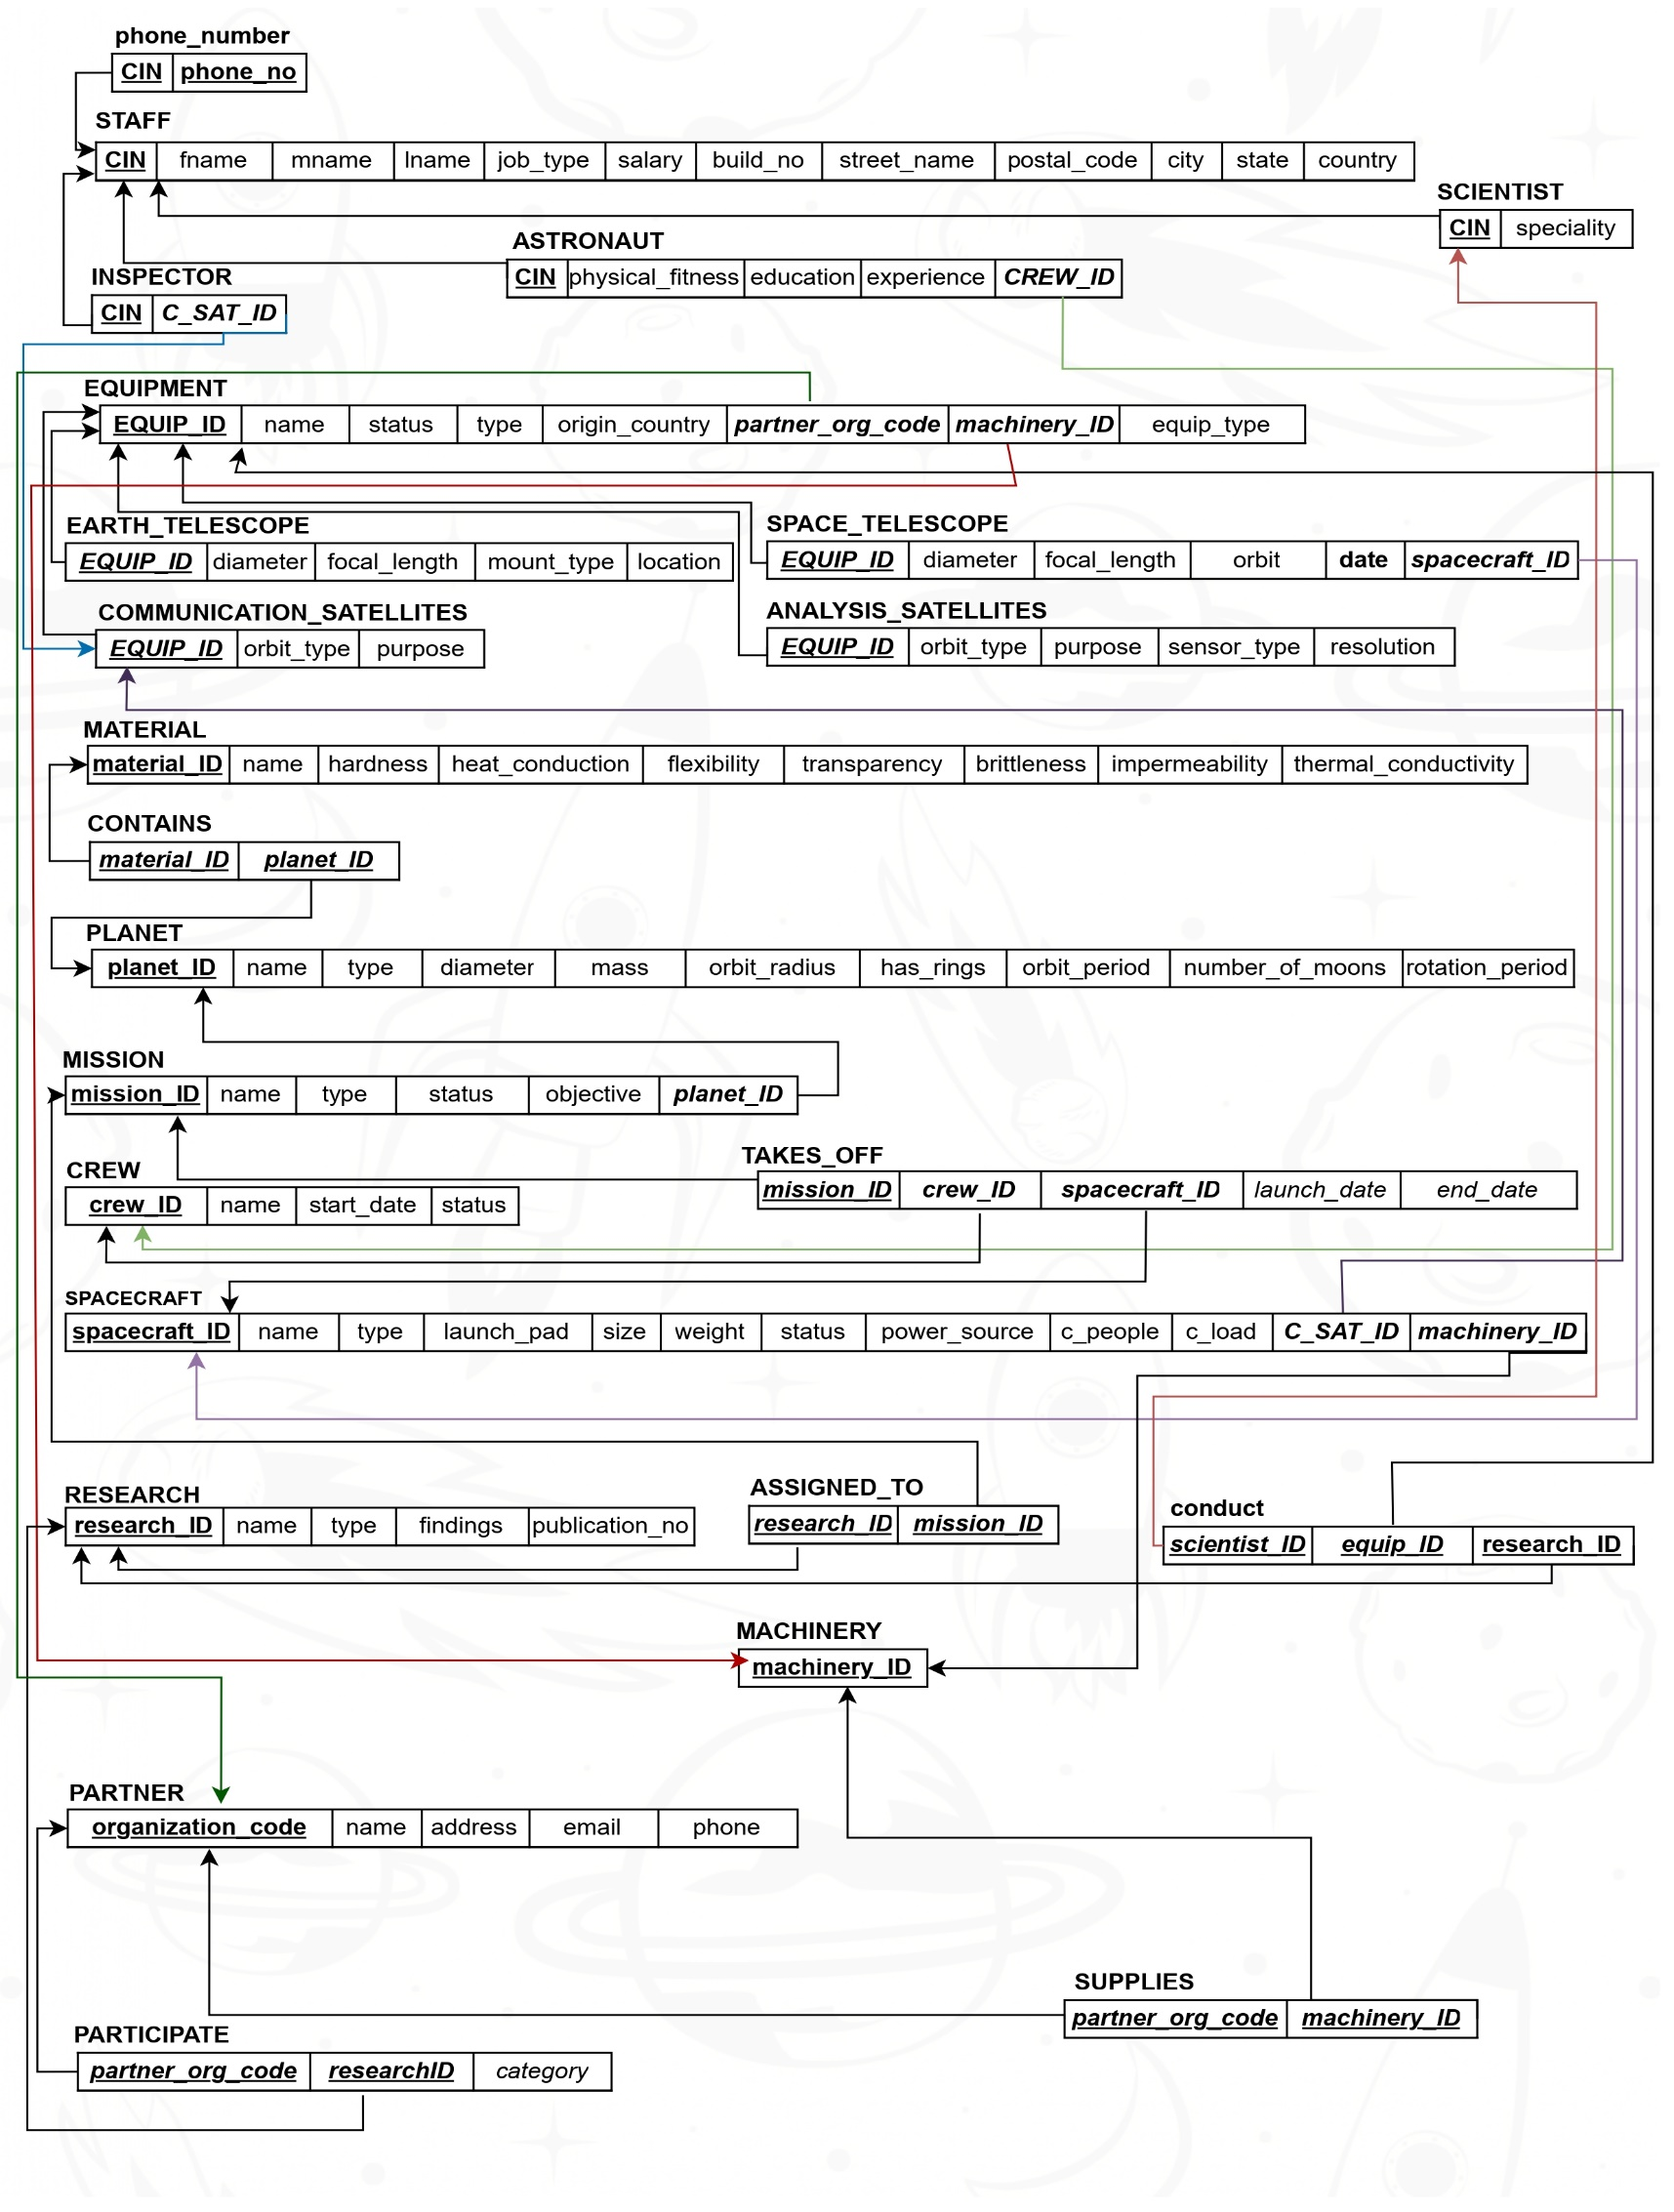 phone_number
CIN phone_no
STAFF
CIN fname mname lname job_type salary build_no street_name postal_code city state country
SCIENTIST
CIN speciality
ASTRONAUT
CIN physical_fitness education experience CREW_ID
INSPECTOR
CIN C_SAT_ID
EQUIPMENT
EQUIP_ID name status type origin_country partner_org_code machinery_ID equip_type
EARTH_TELESCOPE
EQUIP_ID diameter focal_length mount_type location
SPACE_TELESCOPE
EQUIP_ID diameter focal_length orbit date spacecraft_ID
COMMUNICATION_SATELLITES
EQUIP_ID orbit_type purpose
ANALYSIS_SATELLITES
EQUIP_ID orbit_type purpose sensor_type resolution
MATERIAL
material_ID name hardness heat_conduction flexibility transparency brittleness impermeability thermal_conductivity
CONTAINS
material_ID planet_ID
PLANET
planet_ID name type diameter mass orbit_radius has_rings orbit_period number_of_moons rotation_period
MISSION
mission_ID name type status objective planet_ID
TAKES_OFF
mission_ID crew_ID spacecraft_ID launch_date end_date
CREW
crew_ID name start_date status
SPACECRAFT
spacecraft_ID name type launch_pad size weight status power_source c_people c_load C_SAT_ID machinery_ID
RESEARCH
research_ID name type findings publication_no
ASSIGNED_TO
research_ID mission_ID
conduct
scientist_ID equip_ID research_ID
MACHINERY
machinery_ID
PARTNER
organization_code name address email phone
SUPPLIES
partner_org_code machinery_ID
PARTICIPATE
partner_org_code researchID category